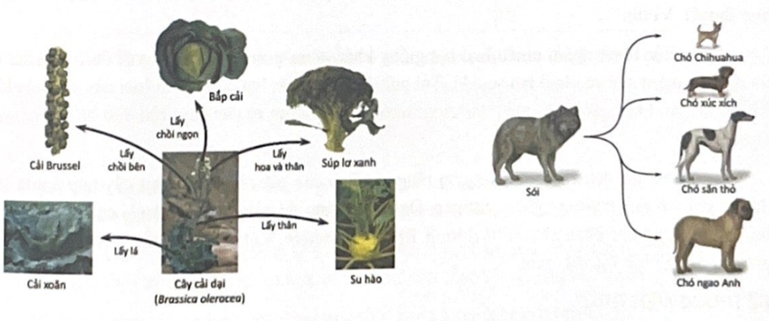 Bắp cải
Lấy
chồi ngọn
Cải Brussel
Lấy
chồi bên
Lấy
hoa và thân
Súp lơ xanh
Lấy thân
Lấy lá
Cải xoăn
Cây cải dại
(Brassica oleracea)
Su hào
Sói
Chó Chihuahua
Chó xúc xích
Chó săn thỏ
Chó ngao Anh